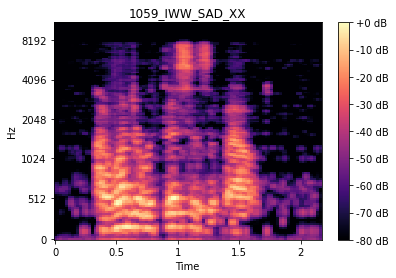 1059_IWW_SAD_XX
+0 dB
8192
-10 dB
4096
-20 dB
-30 dB
2048
Hz
-40 dB
1024
-50 dB
512
-60 dB
-70 dB
0
-80 dB
0 0.5 1 1.5 2
Time